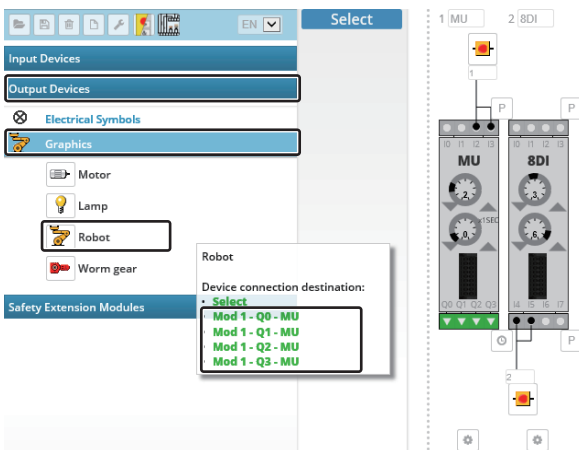 EN
Select
1 MU
2 8DI
Input Devices
1
Output Devices
P
P
Electrical Symbols
Graphics
I0 I1 I2 I3
I0 I1 I2 I3
MU
8DI
Motor
2
3
Lamp
x1SEC
Robot
0
6
Robot
Worm gear
Device connection destination:
• Select
Mod 1 - Q0 - MU
Mod 1 - Q1 - MU
Mod 1 - Q2 - MU
Mod 1 - Q3 - MU
Safety Extension Modules
Q0 Q1 Q2 Q3
I4 I5 I6 I7
P
2